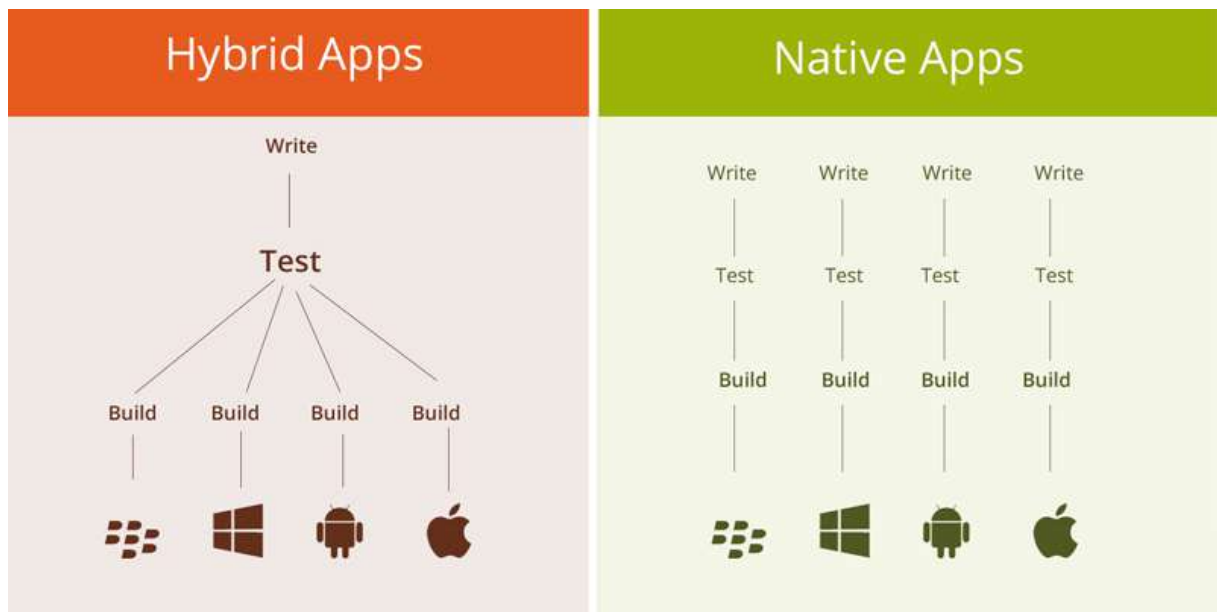 Hybrid Apps
Write
Test
Build Build Build Build
Native Apps
Write Write Write Write
Test Test Test Test
Build Build Build Build